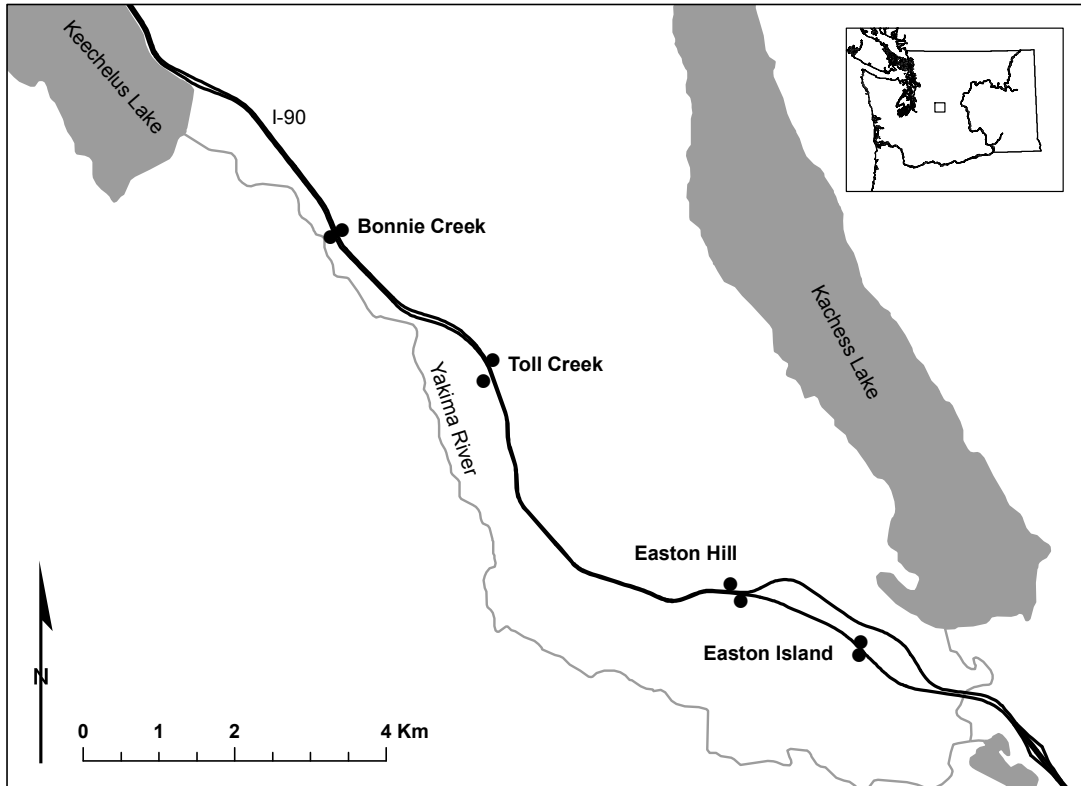 Keechelus Lake
I-90
Bonnie Creek
Kachess Lake
Toll Creek
Yakima River
Easton Hill
Easton Island
N
0 1 2 4 Km